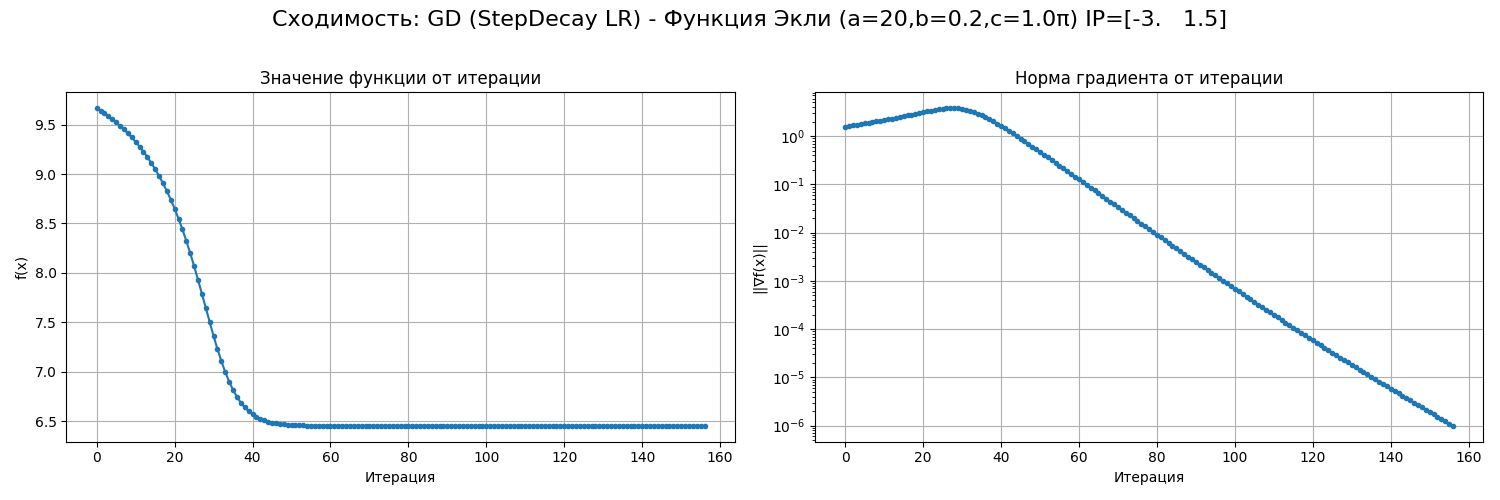 Сходимость: GD (StepDecay LR) - Функция Экли (a=20,b=0.2,c=1.0π) IP=[-3.   1.5]
Значение функции от итерации
f(x)
9.5
9.0
8.5
8.0
7.5
7.0
6.5
0 20 40 60 80 100 120 140 160
Итерация
Норма градиента от итерации
||∇f(x)||
10⁰
10⁻¹
10⁻²
10⁻³
10⁻⁴
10⁻⁵
10⁻⁶
0 20 40 60 80 100 120 140 160
Итерация